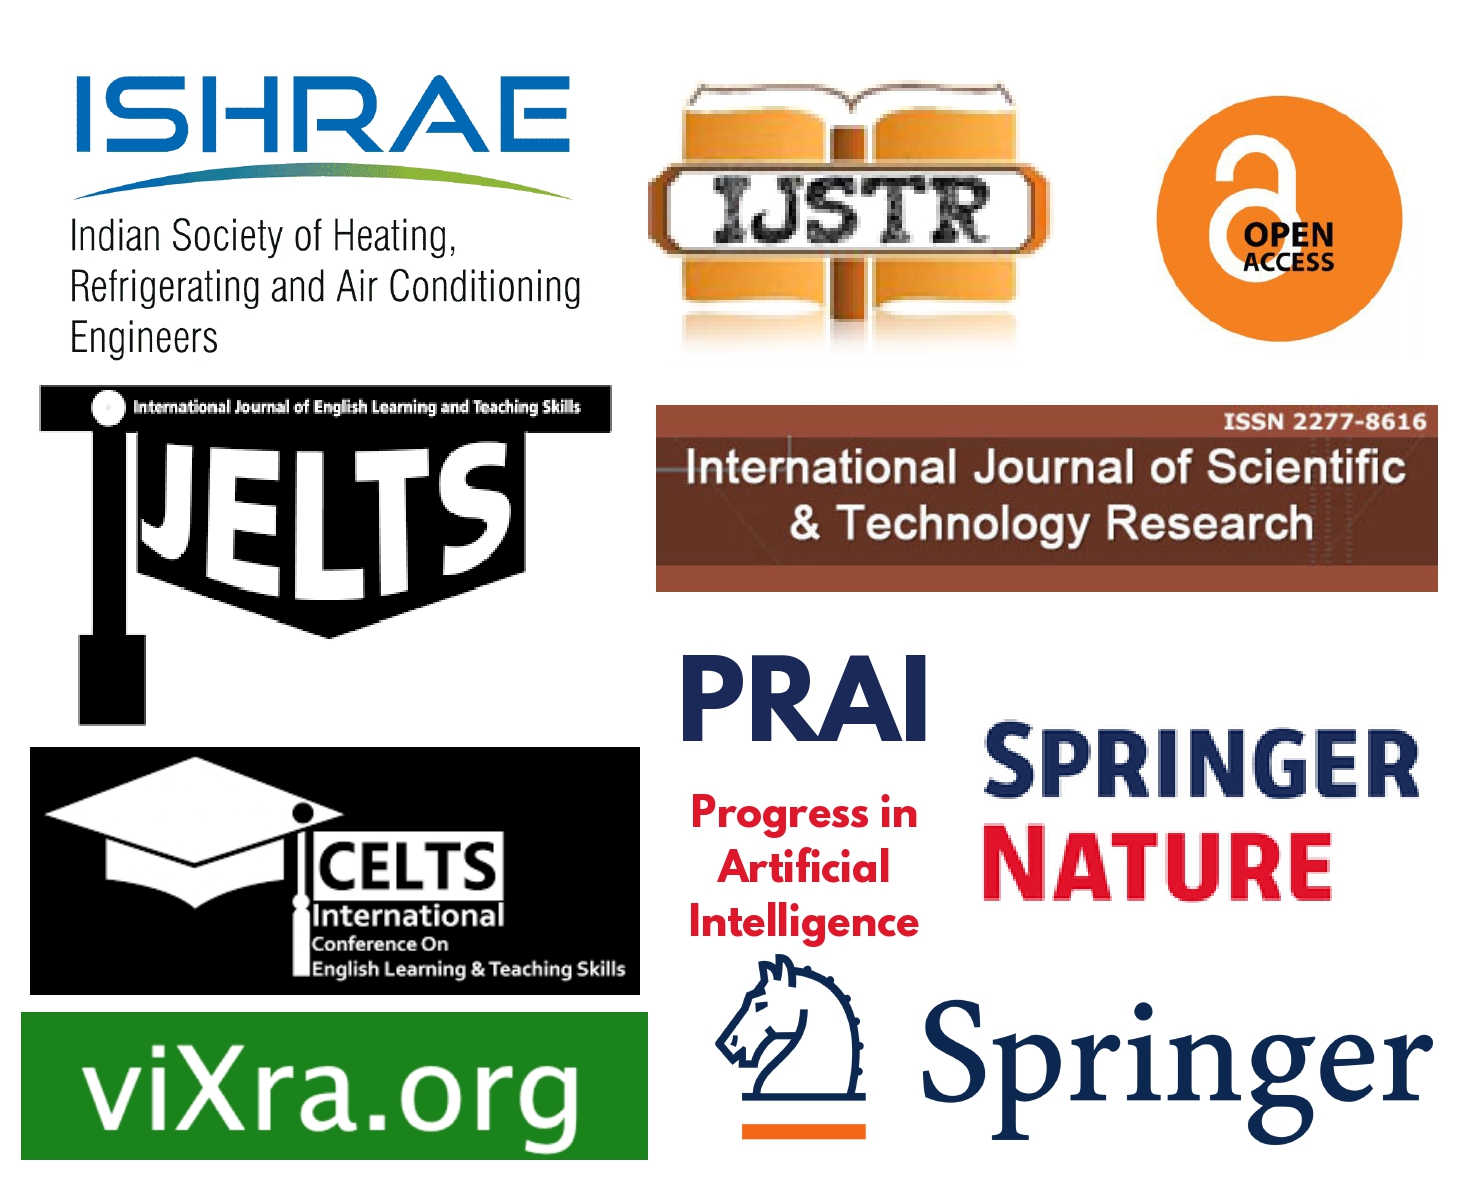 ISHRAE
Indian Society of Heating,
Refrigerating and Air Conditioning
Engineers
IJSTR
OPEN
ACCESS
International Journal of English Learning and Teaching Skills
IJELTS
ISSN 2277-8616
International Journal of Scientific
& Technology Research
PRAI
Progress in
Artificial
Intelligence
SPRINGER
NATURE
ICELTS
International
Conference On
English Learning & Teaching Skills
viXra.org
Springer